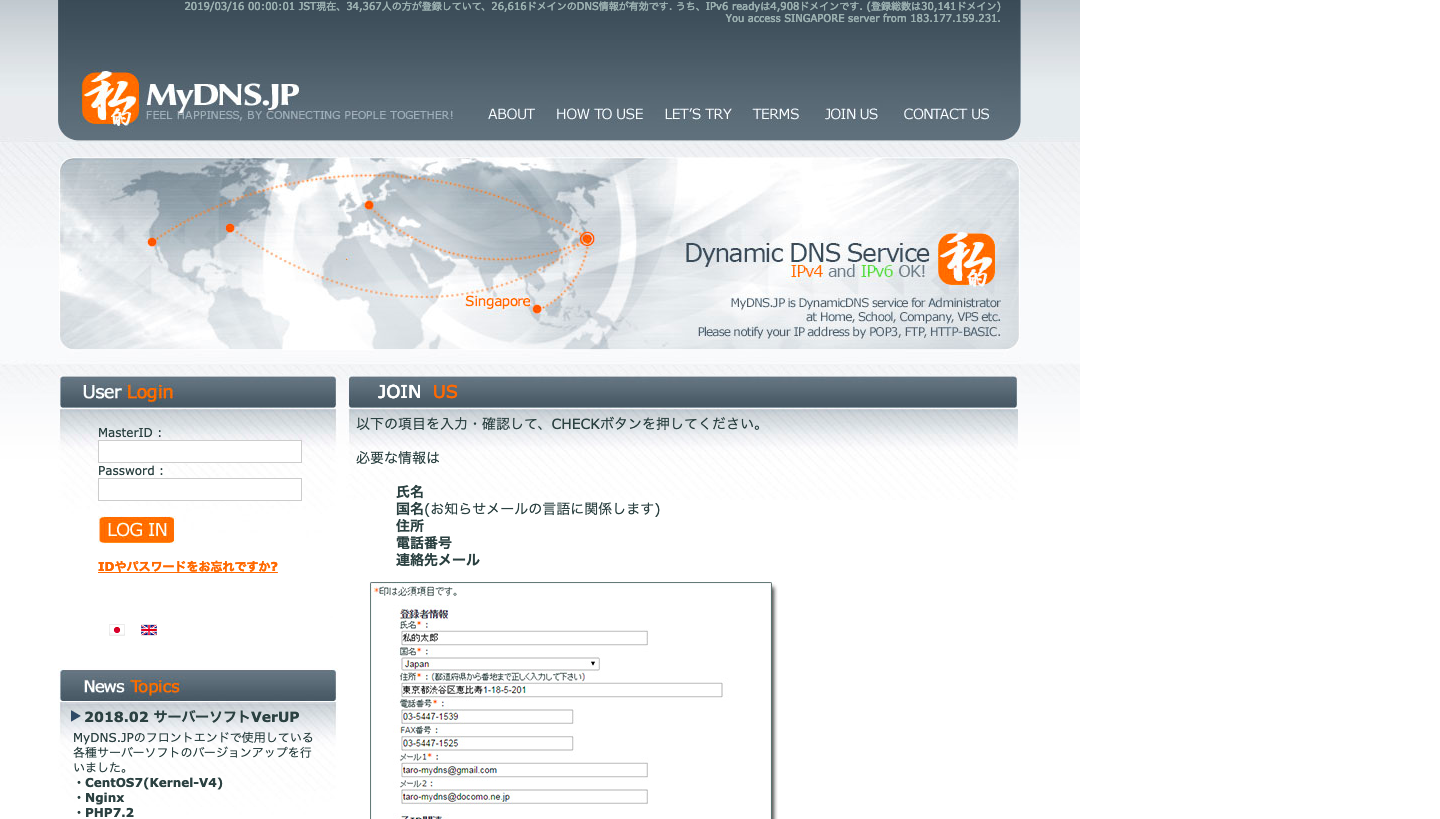 2019/03/16 00:00:01 JST現在、34,367人の方が登録していて、26,616ドメインのDNS情報が有効です. うち、IPv6 readyは4,908ドメインです. (登録総数は30,141ドメイン)
You access SINGAPORE server from 183.177.159.231.
私的
MyDNS.JP
FEEL HAPPINESS, BY CONNECTING PEOPLE TOGETHER!
ABOUT HOW TO USE LET'S TRY TERMS JOIN US CONTACT US
Dynamic DNS Service
私的
IPv4 and IPv6 OK!
Singapore
MyDNS.JP is DynamicDNS service for Administrator
at Home, School, Company, VPS etc.
Please notify your IP address by POP3, FTP, HTTP-BASIC.
User Login
MasterID :
Password :
LOG IN
IDやパスワードをお忘れですか?
News Topics
2018.02 サーバーソフトVerUP
MyDNS.JPのフロントエンドで使用している
各種サーバーソフトのバージョンアップを行
いました。
・CentOS7(Kernel-V4)
・Nginx
・PHP7.2
JOIN US
以下の項目を入力・確認して、CHECKボタンを押してください。
必要な情報は
氏名
国名(お知らせメールの言語に関係します)
住所
電話番号
連絡先メール
*印は必須項目です。
登録者情報
氏名*：
私的太郎
国名*：
Japan
住所*：(都道府県から番地まで正しく入力して下さい)
東京都渋谷区恵比寿1-18-5-201
電話番号*：
03-5447-1539
FAX番号：
03-5447-1525
メール1*：
taro-mydns@gmail.com
メール2：
taro-mydns@docomo.ne.jp